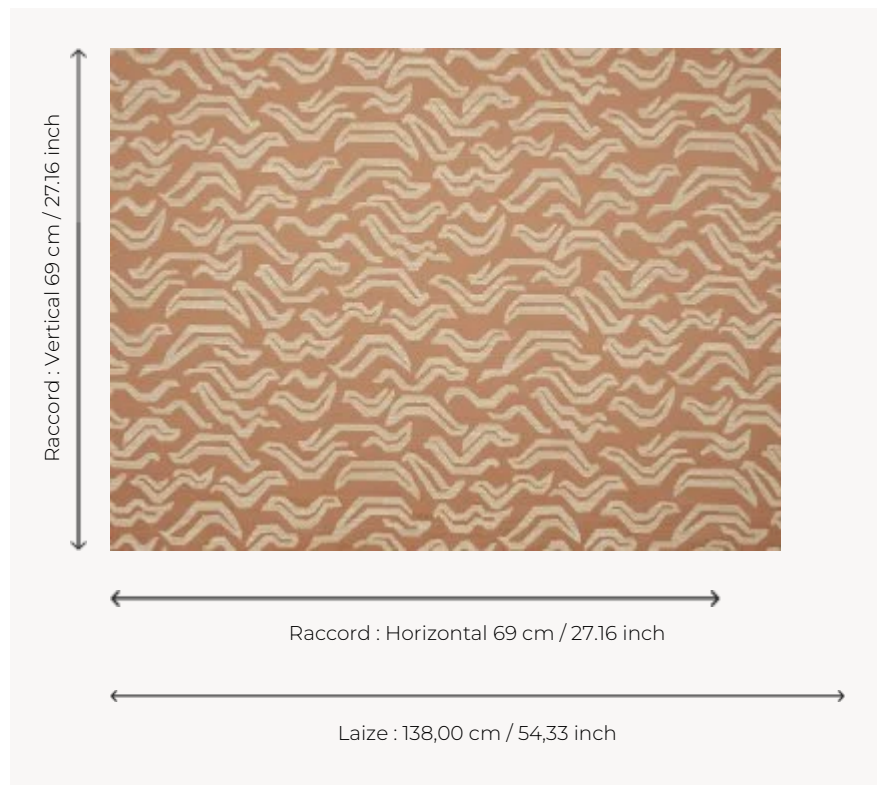 Raccord : Vertical 69 cm / 27.16 inch
Raccord : Horizontal 69 cm / 27.16 inch
Laize : 138,00 cm / 54,33 inch